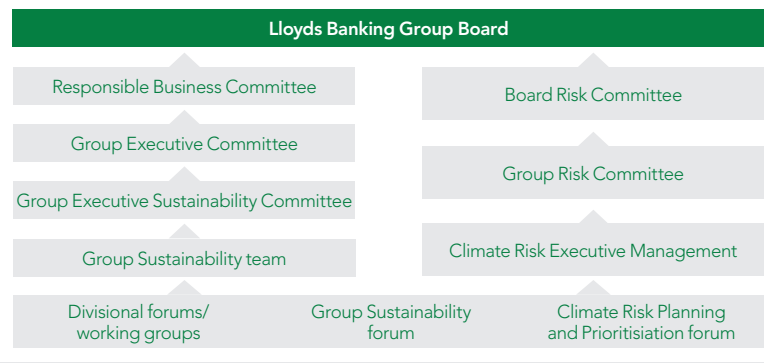 Lloyds Banking Group Board
Responsible Business Committee
Group Executive Committee
Group Executive Sustainability Committee
Group Sustainability team
Board Risk Committee
Group Risk Committee
Climate Risk Executive Management
Divisional forums/
working groups
Group Sustainability
forum
Climate Risk Planning
and Prioritisiation forum